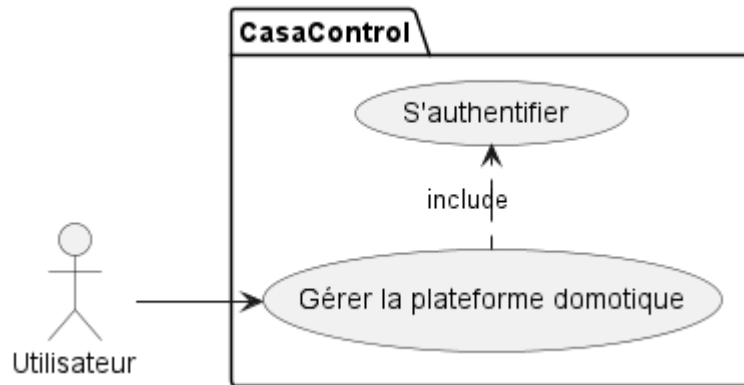 CasaControl
S'authentifier
include
Gérer la plateforme domotique
Utilisateur